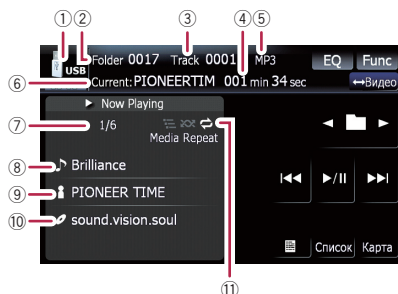 ① ② ③ ④ ⑤
USB Folder 0017 Track 0001 MP3 EQ Func
⑥ Current: PIONEERTIM 001 min 34 sec ↔Видео
► Now Playing
⑦ 1/6
Media Repeat
⑧ Brilliance
⑨ PIONEER TIME
⑩ sound.vision.soul
Список Карта
⑪